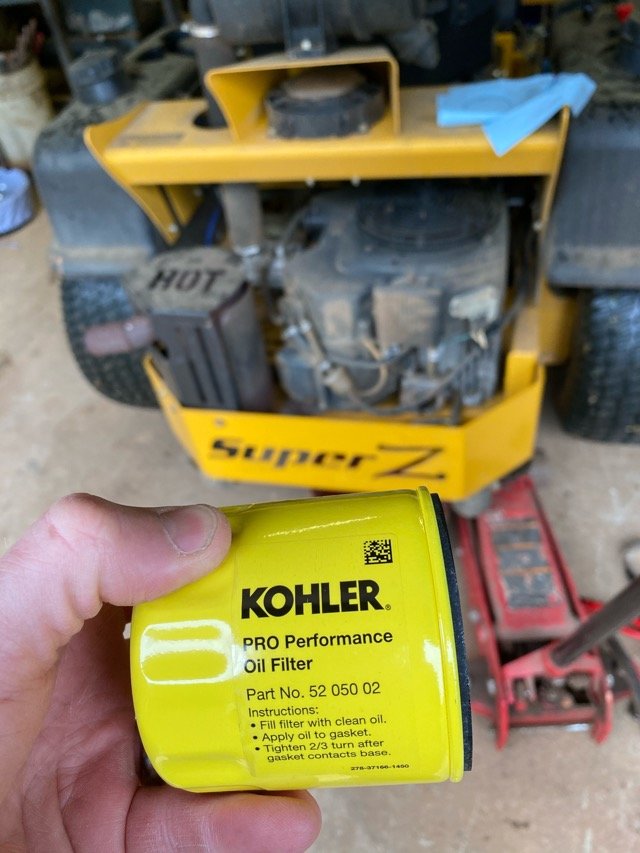 HOT
Super Z
KOHLER®
PRO Performance
Oil Filter
Part No. 52 050 02
Instructions:
• Fill filter with clean oil.
• Apply oil to gasket.
• Tighten 2/3 turn after
gasket contacts base.
278-37166-1450